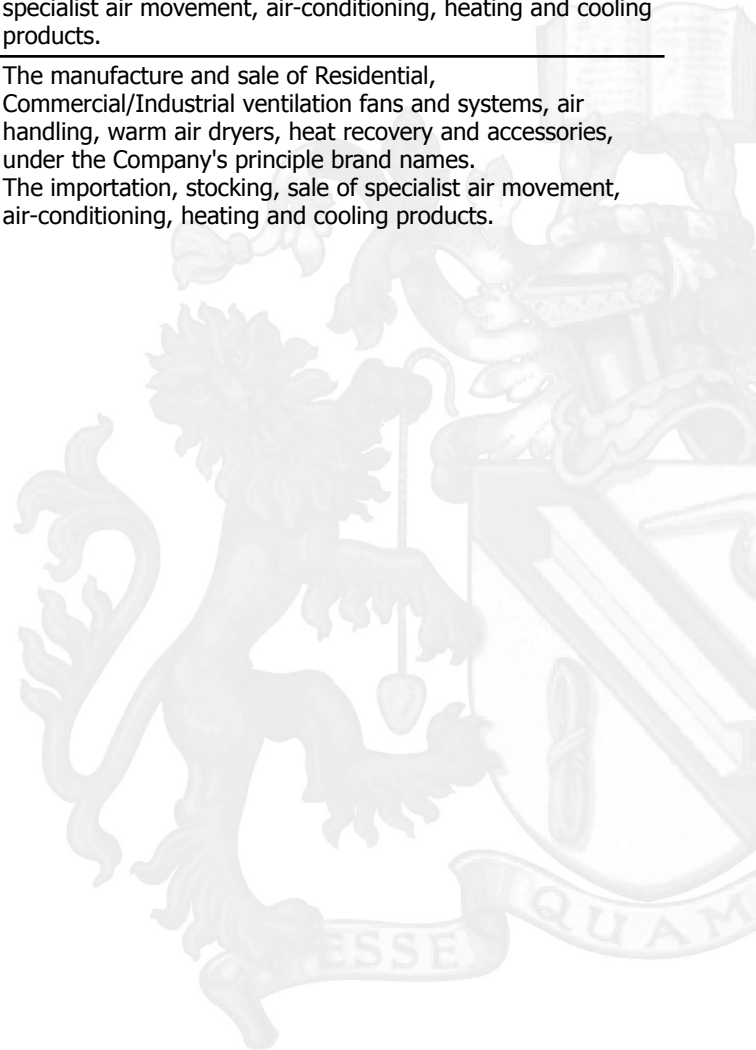 specialist air movement, air-conditioning, heating and cooling
products.
The manufacture and sale of Residential,
Commercial/Industrial ventilation fans and systems, air
handling, warm air dryers, heat recovery and accessories,
under the Company's principle brand names.
The importation, stocking, sale of specialist air movement,
air-conditioning, heating and cooling products.
ESSE QUAM